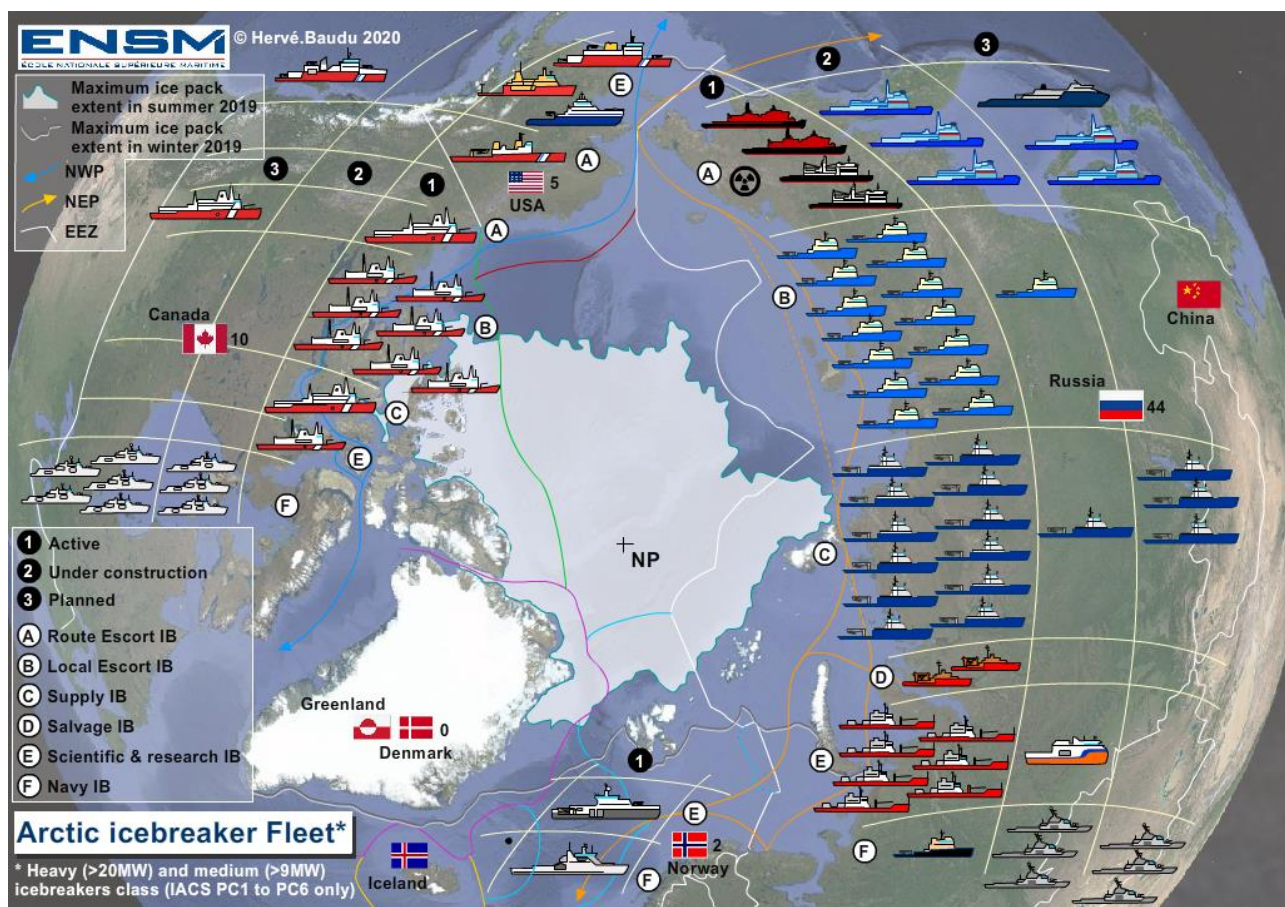 ENSM
ÉCOLE NATIONALE SUPÉRIEURE MARITIME
© Hervé.Baudu 2020
Maximum ice pack
extent in summer 2019
Maximum ice pack
extent in winter 2019
NWP
NEP
EEZ
3
2
1
E
A
USA
5
1
2
3
A
A
B
Canada
10
B
C
E
F
B
China
Russia
44
NP
C
D
E
F
1 Active
2 Under construction
3 Planned
A Route Escort IB
B Local Escort IB
C Supply IB
D Salvage IB
E Scientific & research IB
F Navy IB
Greenland
0
Denmark
1
E
2
Norway
F
Iceland
Arctic icebreaker Fleet*
* Heavy (>20MW) and medium (>9MW)
icebreakers class (IACS PC1 to PC6 only)